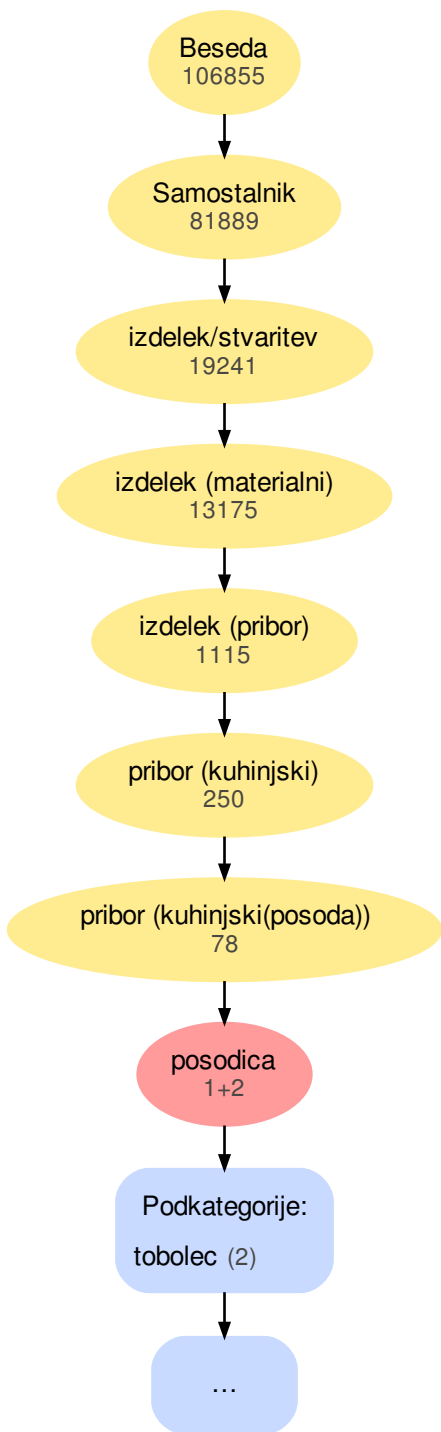 Beseda
106855
Samostalnik
81889
izdelek/stvaritev
19241
izdelek (materialni)
13175
izdelek (pribor)
1115
pribor (kuhinjski)
250
pribor (kuhinjski(posoda))
78
posodica
1+2
Podkategorije:
tobolec (2)
...